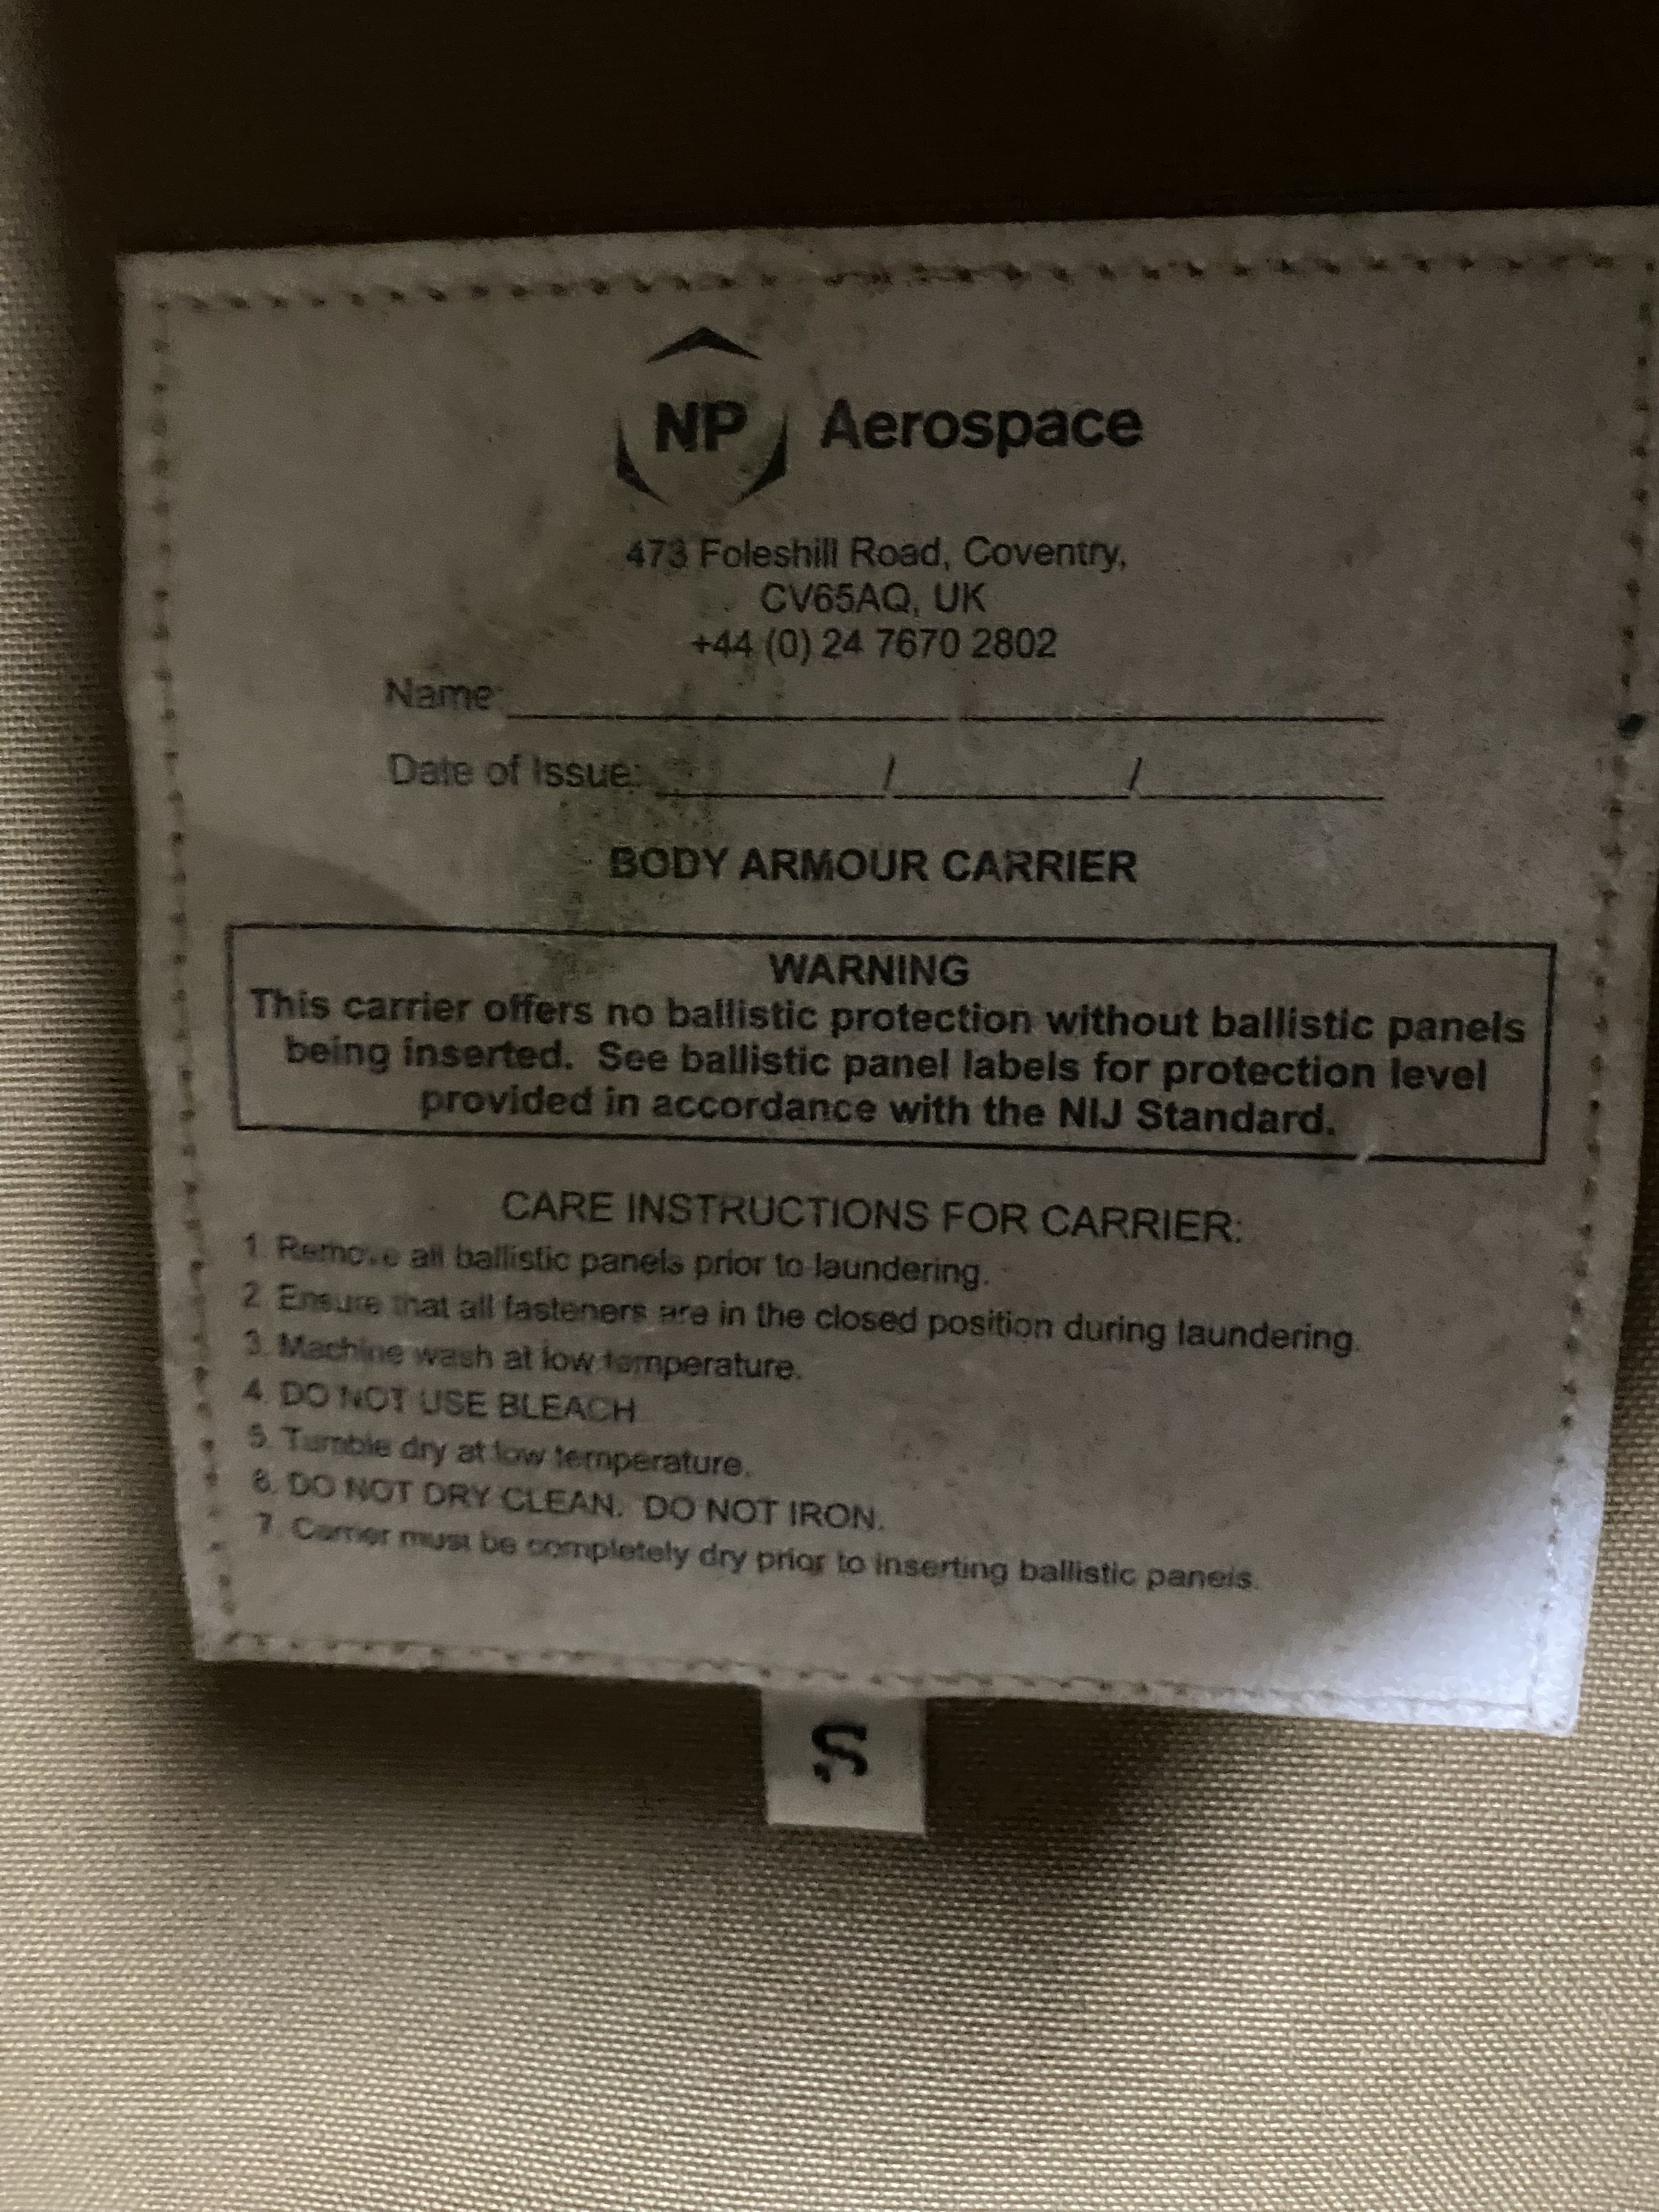 NP Aerospace
473 Foleshill Road, Coventry,
CV65AQ, UK
+44 (0) 24 7670 2802
Name:
Date of Issue: / /
BODY ARMOUR CARRIER
WARNING
This carrier offers no ballistic protection without ballistic panels
being inserted. See ballistic panel labels for protection level
provided in accordance with the NIJ Standard.
CARE INSTRUCTIONS FOR CARRIER:
1. Remove all ballistic panels prior to laundering.
2. Ensure that all fasteners are in the closed position during laundering.
3. Machine wash at low temperature.
4. DO NOT USE BLEACH
5. Tumble dry at low temperature.
6. DO NOT DRY CLEAN. DO NOT IRON.
7. Carrier must be completely dry prior to inserting ballistic panels.
S